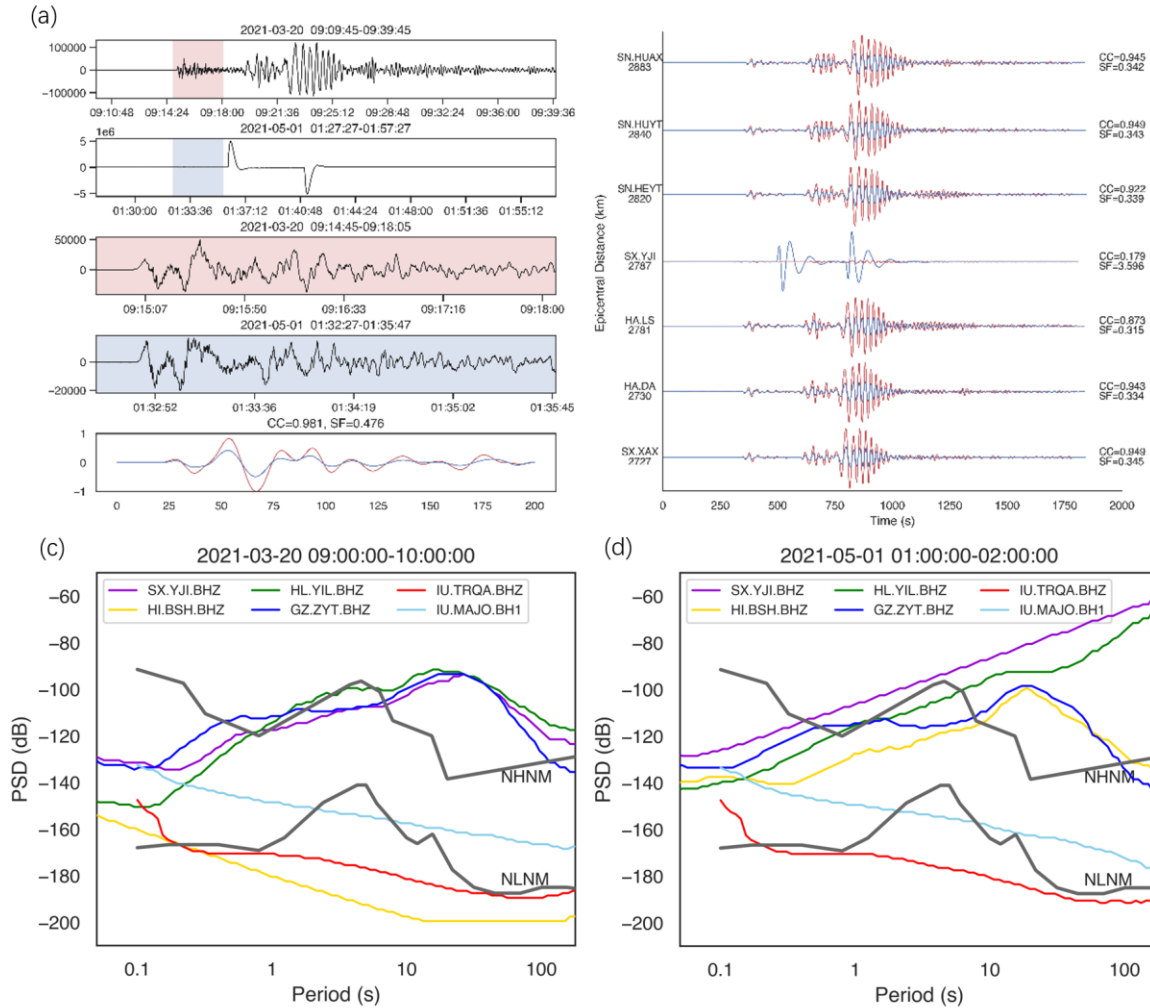 (a)
2021-03-20 09:09:45-09:39:45
100000
0
−100000
09:10:48 09:14:24 09:18:00 09:21:36 09:25:12 09:28:48 09:32:24 09:36:00 09:39:36
2021-05-01 01:27:27-01:57:27
1e6
5
0
−5
01:30:00 01:33:36 01:37:12 01:40:48 01:44:24 01:48:00 01:51:36 01:55:12
2021-03-20 09:14:45-09:18:05
50000
0
09:15:07 09:15:50 09:16:33 09:17:16 09:18:00
2021-05-01 01:32:27-01:35:47
0
−20000
01:32:52 01:33:36 01:34:19 01:35:02 01:35:45
CC=0.981, SF=0.476
1
0
−1
0 25 50 75 100 125 150 175 200
Epicentral Distance (km)
SN.HUAX
2883
CC=0.945
SF=0.342
SN.HUYT
2840
CC=0.949
SF=0.343
SN.HEYT
2820
CC=0.922
SF=0.339
SX.YJI
2787
CC=0.179
SF=3.596
HA.LS
2781
CC=0.873
SF=0.315
HA.DA
2730
CC=0.943
SF=0.334
SX.XAX
2727
CC=0.949
SF=0.345
0 250 500 750 1000 1250 1500 1750 2000
Time (s)
(c)
2021-03-20 09:00:00-10:00:00
SX.YJI.BHZ HL.YIL.BHZ IU.TRQA.BHZ
HI.BSH.BHZ GZ.ZYT.BHZ IU.MAJO.BH1
PSD (dB)
−60
−80
−100
−120
−140
−160
−180
−200
NHNM
NLNM
0.1 1 10 100
Period (s)
(d)
2021-05-01 01:00:00-02:00:00
SX.YJI.BHZ HL.YIL.BHZ IU.TRQA.BHZ
HI.BSH.BHZ GZ.ZYT.BHZ IU.MAJO.BH1
PSD (dB)
−60
−80
−100
−120
−140
−160
−180
−200
NHNM
NLNM
0.1 1 10 100
Period (s)